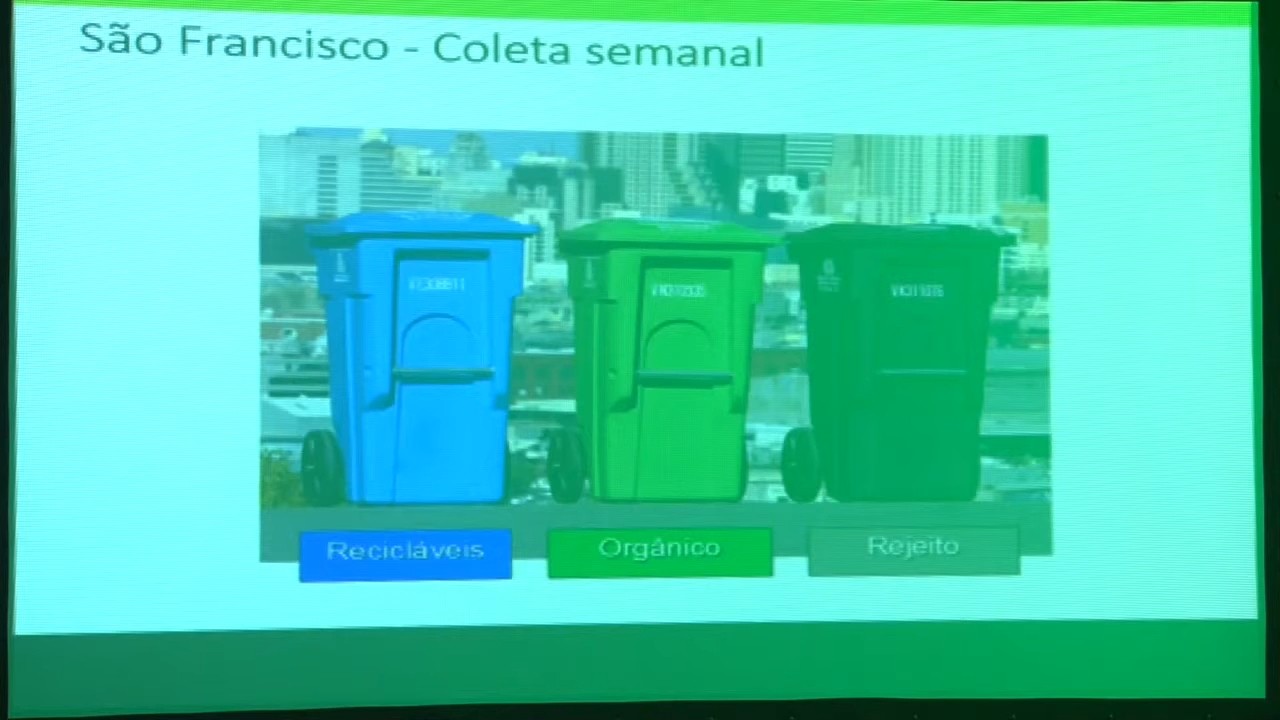 São Francisco - Coleta semanal
Recicláveis
Orgânico
Rejeito